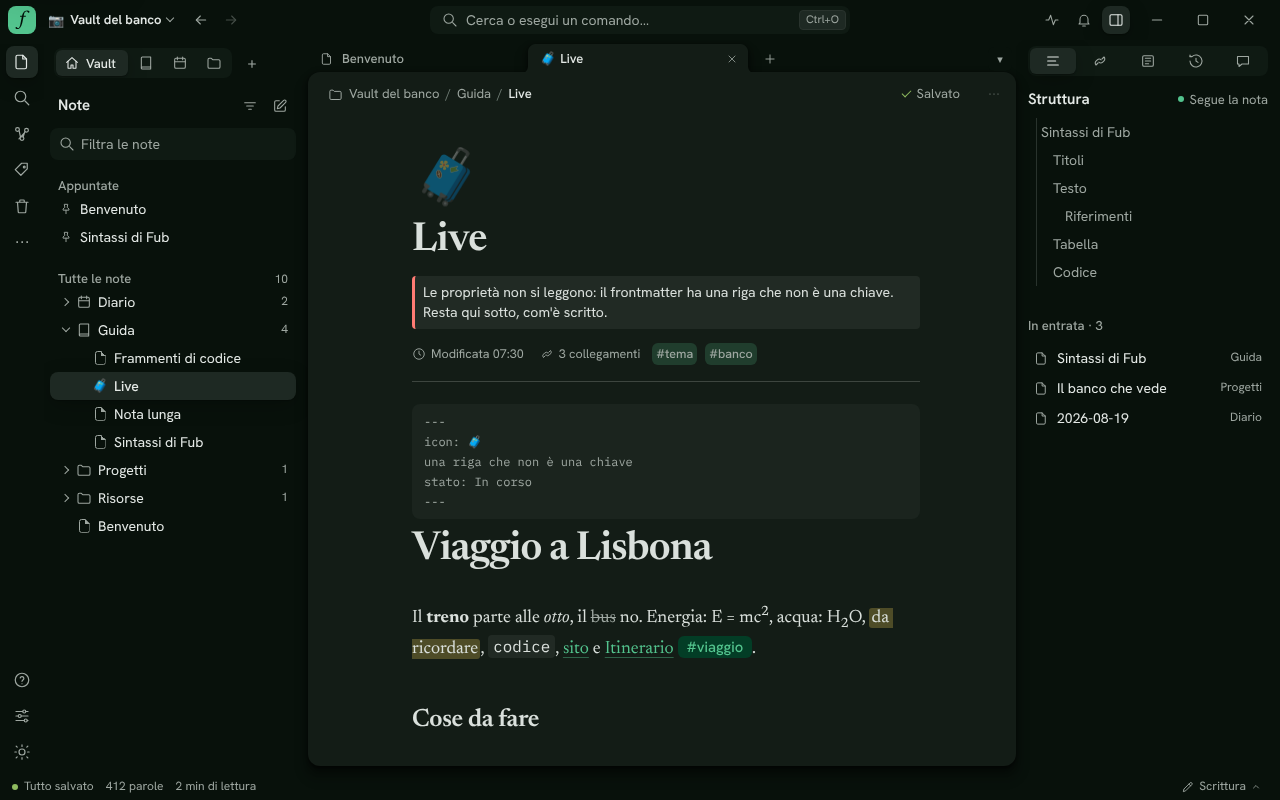 f
Vault del banco
Cerca o esegui un comando...
Ctrl+O
Vault
Benvenuto
Live
Note
Filtra le note
Appuntate
Benvenuto
Sintassi di Fub
Tutte le note 10
Diario 2
Guida 4
Frammenti di codice
Live
Nota lunga
Sintassi di Fub
Progetti 1
Risorse 1
Benvenuto
Vault del banco / Guida / Live
Salvato
Live
Le proprietà non si leggono: il frontmatter ha una riga che non è una chiave.
Resta qui sotto, com'è scritto.
Modificata 07:30 3 collegamenti #tema #banco
---
icon: 🧳
una riga che non è una chiave
stato: In corso
---
Viaggio a Lisbona
Il treno parte alle otto, il bus no. Energia: E = mc², acqua: H₂O, da
ricordare, codice, sito e Itinerario #viaggio.
Cose da fare
Struttura
Segue la nota
Sintassi di Fub
Titoli
Testo
Riferimenti
Tabella
Codice
In entrata · 3
Sintassi di Fub Guida
Il banco che vede Progetti
2026-08-19 Diario
Tutto salvato 412 parole 2 min di lettura
Scrittura